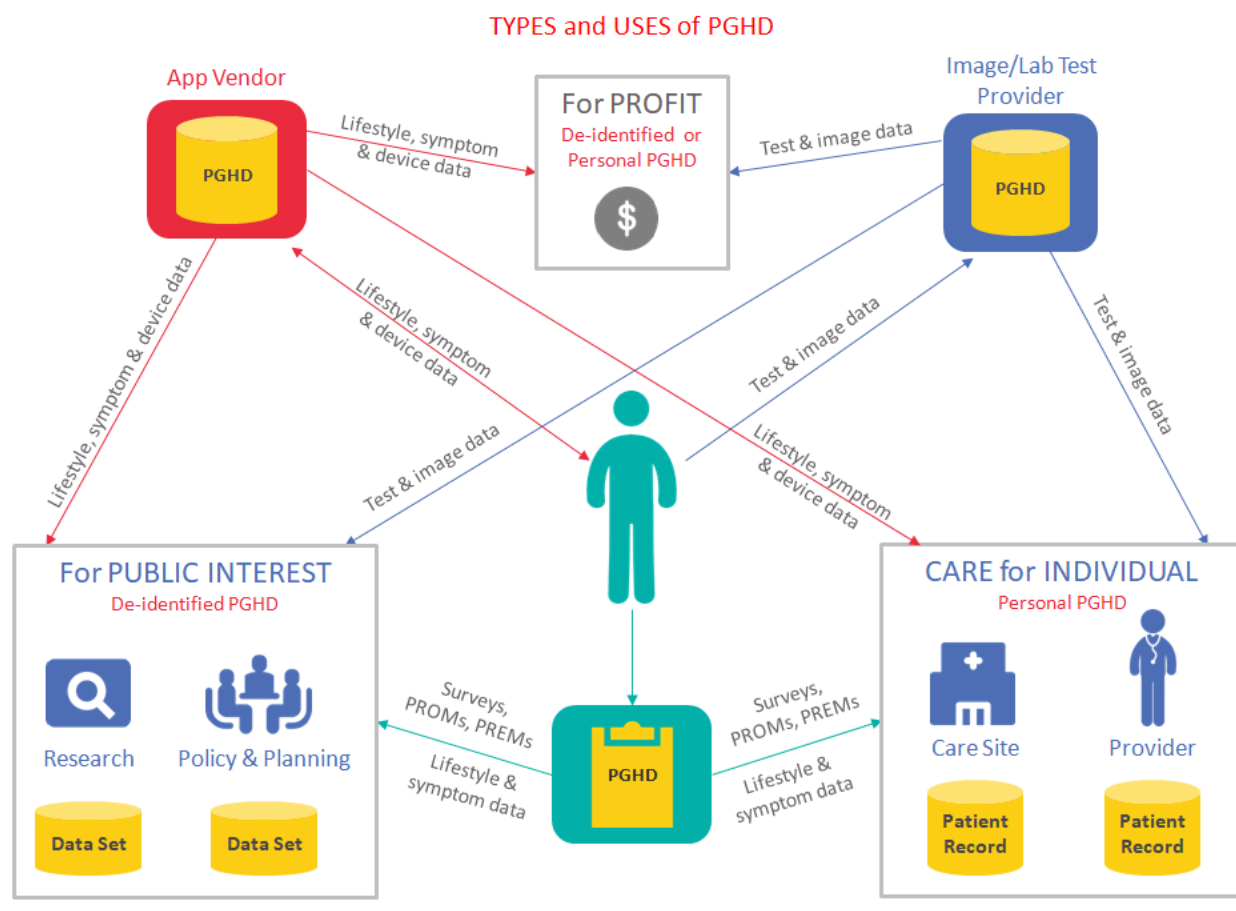 TYPES and USES of PGHD
App Vendor
PGHD
For PROFIT
De-identified or
Personal PGHD
$
Image/Lab Test
Provider
PGHD
Lifestyle, symptom
& device data
Test & image data
Lifestyle, symptom & device data
Lifestyle, symptom
& device data
Test & image data
Test & image data
Test & image data
Lifestyle, symptom
& device data
For PUBLIC INTEREST
De-identified PGHD
Research
Policy & Planning
Data Set
Data Set
Surveys,
PROMs, PREMs
Lifestyle &
symptom data
PGHD
Surveys,
PROMs, PREMs
Lifestyle &
symptom data
CARE for INDIVIDUAL
Personal PGHD
Care Site
Provider
Patient
Record
Patient
Record